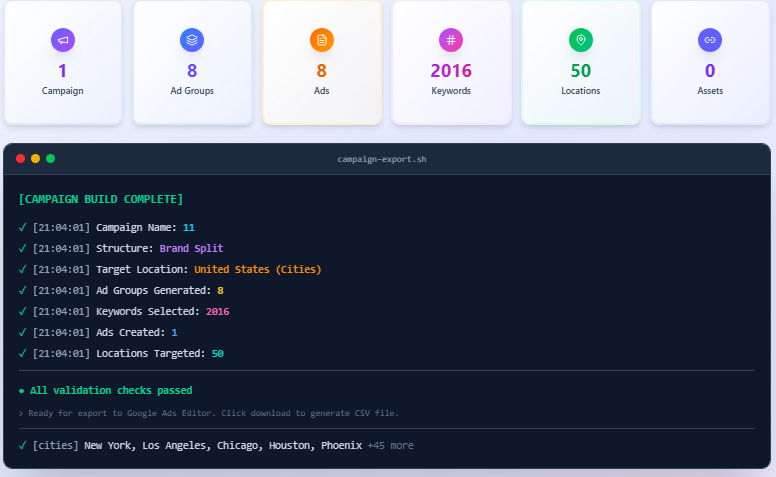 1
Campaign
8
Ad Groups
8
Ads
2016
Keywords
50
Locations
0
Assets
campaign-export.sh
[CAMPAIGN BUILD COMPLETE]
✓ [21:04:01] Campaign Name: 11
✓ [21:04:01] Structure: Brand Split
✓ [21:04:01] Target Location: United States (Cities)
✓ [21:04:01] Ad Groups Generated: 8
✓ [21:04:01] Keywords Selected: 2016
✓ [21:04:01] Ads Created: 1
✓ [21:04:01] Locations Targeted: 50
● All validation checks passed
> Ready for export to Google Ads Editor. Click download to generate CSV file.
✓ [cities] New York, Los Angeles, Chicago, Houston, Phoenix +45 more